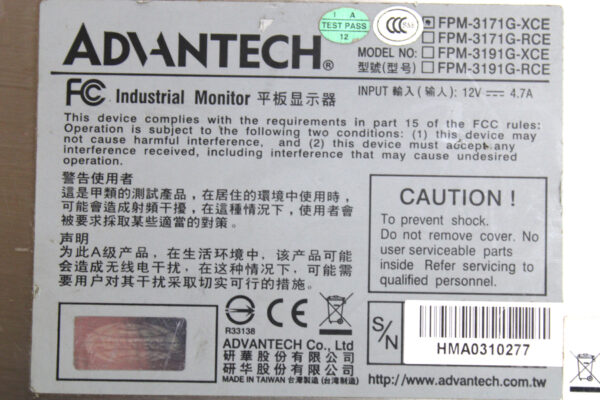 1 A
TEST PASS
12
CCC
ADVANTECH®
MODEL NO:
型號(型号):
FPM-3171G-XCE
FPM-3171G-RCE
FPM-3191G-XCE
FPM-3191G-RCE
FC Industrial Monitor 平板显示器
INPUT 輸入 (输人): 12V 4.7A
This device complies with the requirements in part 15 of the FCC rules:
Operation is subject to the following two conditions: (1) this device may
not cause harmful interference, and (2) this device must accept any
interference received, including interference that may cause undesired
operation.
警告使用者
這是甲類的測試產品，在居住的環境中使用時，
可能會造成射頻干擾，在這種情況下，使用者會
被要求採取某些適當的對策。
声明
为此A级产品，在生活环境中，该产品可能
会造成无线电干扰，在这种情况下，可能需
要用户对其干扰采取切实可行的措施。
CAUTION !
To prevent shock.
Do not remove cover. No
user serviceable parts
inside Refer servicing to
qualified personnel.
R33138
CE
ADVANTECH Co., Ltd
研華股份有限公司
研华股份有限公司
MADE IN TAIWAN 台灣製造 (台湾制造)
S/N
HMA0310277
http://www.advantech.com.tw